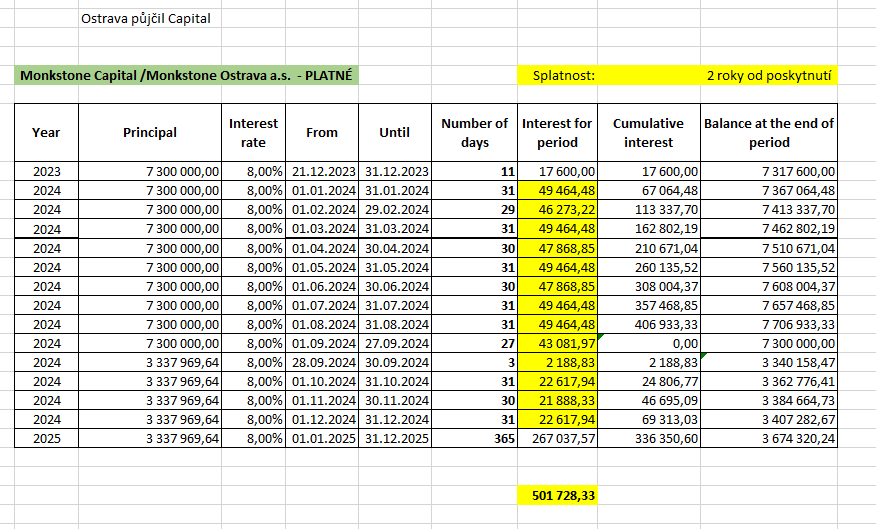 Ostrava půjčil Capital
Monkstone Capital /Monkstone Ostrava a.s.  - PLATNÉ Splatnost: 2 roky od poskytnutí
Year Principal Interest rate From Until Number of days Interest for period Cumulative interest Balance at the end of period
2023 7 300 000,00 8,00% 21.12.2023 31.12.2023 11 17 600,00 17 600,00 7 317 600,00
2024 7 300 000,00 8,00% 01.01.2024 31.01.2024 31 49 464,48 67 064,48 7 367 064,48
2024 7 300 000,00 8,00% 01.02.2024 29.02.2024 29 46 273,22 113 337,70 7 413 337,70
2024 7 300 000,00 8,00% 01.03.2024 31.03.2024 31 49 464,48 162 802,19 7 462 802,19
2024 7 300 000,00 8,00% 01.04.2024 30.04.2024 30 47 868,85 210 671,04 7 510 671,04
2024 7 300 000,00 8,00% 01.05.2024 31.05.2024 31 49 464,48 260 135,52 7 560 135,52
2024 7 300 000,00 8,00% 01.06.2024 30.06.2024 30 47 868,85 308 004,37 7 608 004,37
2024 7 300 000,00 8,00% 01.07.2024 31.07.2024 31 49 464,48 357 468,85 7 657 468,85
2024 7 300 000,00 8,00% 01.08.2024 31.08.2024 31 49 464,48 406 933,33 7 706 933,33
2024 7 300 000,00 8,00% 01.09.2024 27.09.2024 27 43 081,97 0,00 7 300 000,00
2024 3 337 969,64 8,00% 28.09.2024 30.09.2024 3 2 188,83 2 188,83 3 340 158,47
2024 3 337 969,64 8,00% 01.10.2024 31.10.2024 31 22 617,94 24 806,77 3 362 776,41
2024 3 337 969,64 8,00% 01.11.2024 30.11.2024 30 21 888,33 46 695,09 3 384 664,73
2024 3 337 969,64 8,00% 01.12.2024 31.12.2024 31 22 617,94 69 313,03 3 407 282,67
2025 3 337 969,64 8,00% 01.01.2025 31.12.2025 365 267 037,57 336 350,60 3 674 320,24
501 728,33